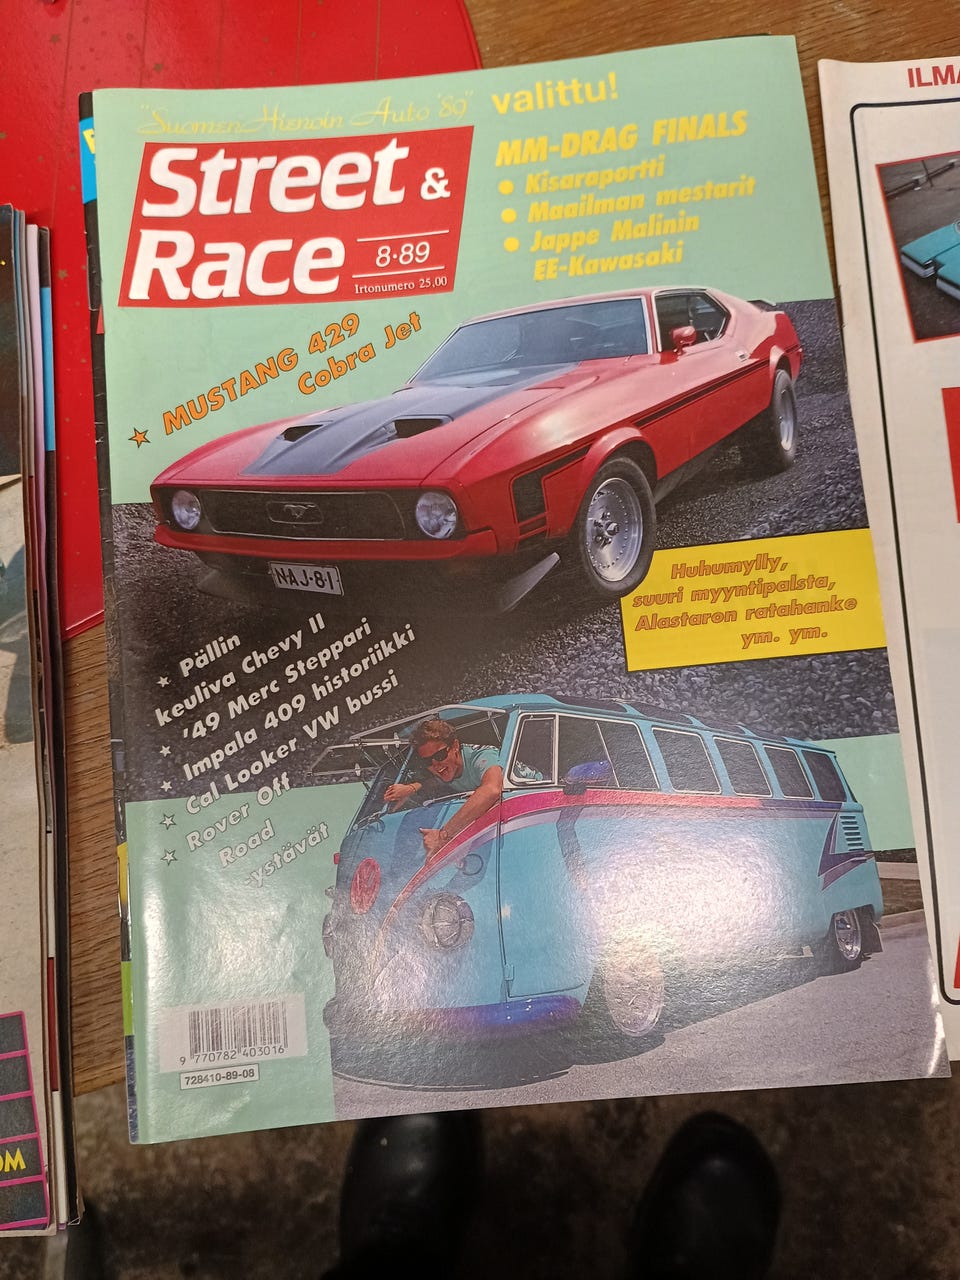 "Suomen Hienoin Auto '89"
valittu!
Street &
Race
8•89
Irtonumero 25,00
MM-DRAG FINALS
• Kisaraportti
• Maailman mestarit
• Jappe Malinin
EE-Kawasaki
MUSTANG 429
Cobra Jet
NAJ-81
Huhumylly,
suuri myyntipalsta,
Alastaron ratahanke
ym. ym.
Pällin
keuliva Chevy II
'49 Merc Steppari
Impala 409 historiikki
Cal Looker VW bussi
Rover Off
Road
-ystävät
9 770782 403016
728410-89-08